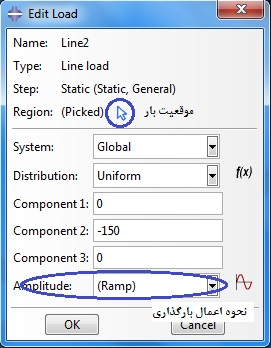 Edit Load
Name: Line2
Type: Line load
Step: Static (Static, General)
Region: (Picked) موقعیت بار
System: Global
Distribution: Uniform f(x)
Component 1: 0
Component 2: -150
Component 3: 0
Amplitude: (Ramp)
نحوه اعمال بارگذاری
OK Cancel